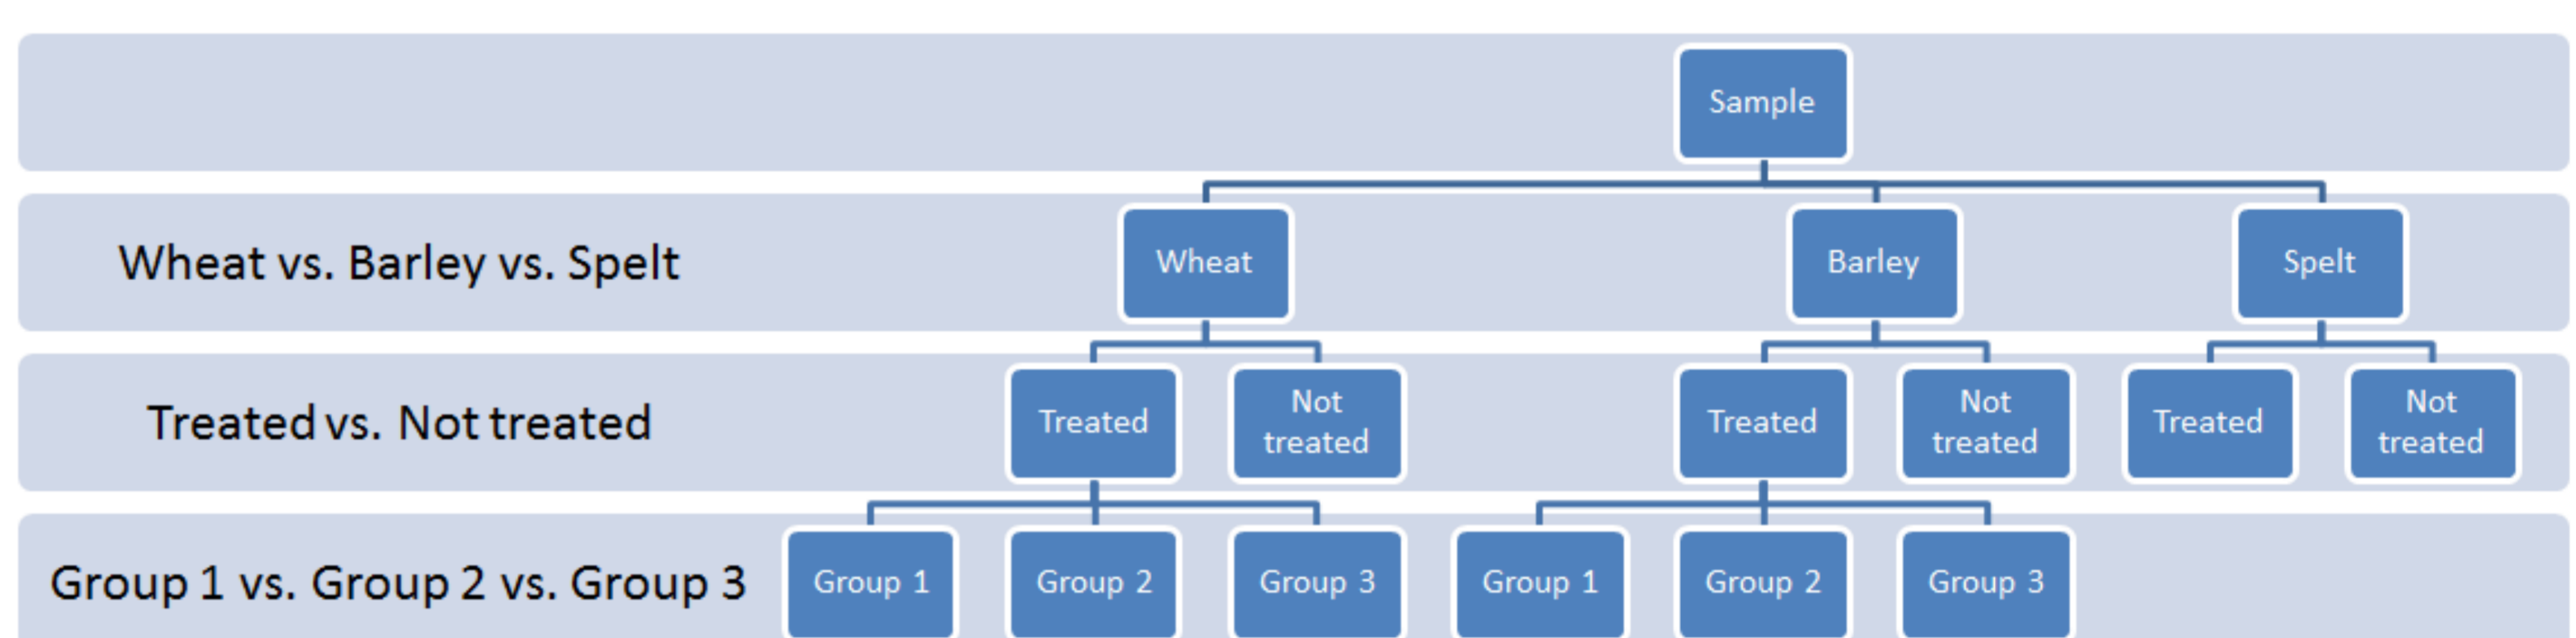 Sample
Wheat vs. Barley vs. Spelt
Wheat
Barley
Spelt
Treated vs. Not treated
Treated
Not
treated
Treated
Not
treated
Treated
Not
treated
Group 1 vs. Group 2 vs. Group 3
Group 1
Group 2
Group 3
Group 1
Group 2
Group 3